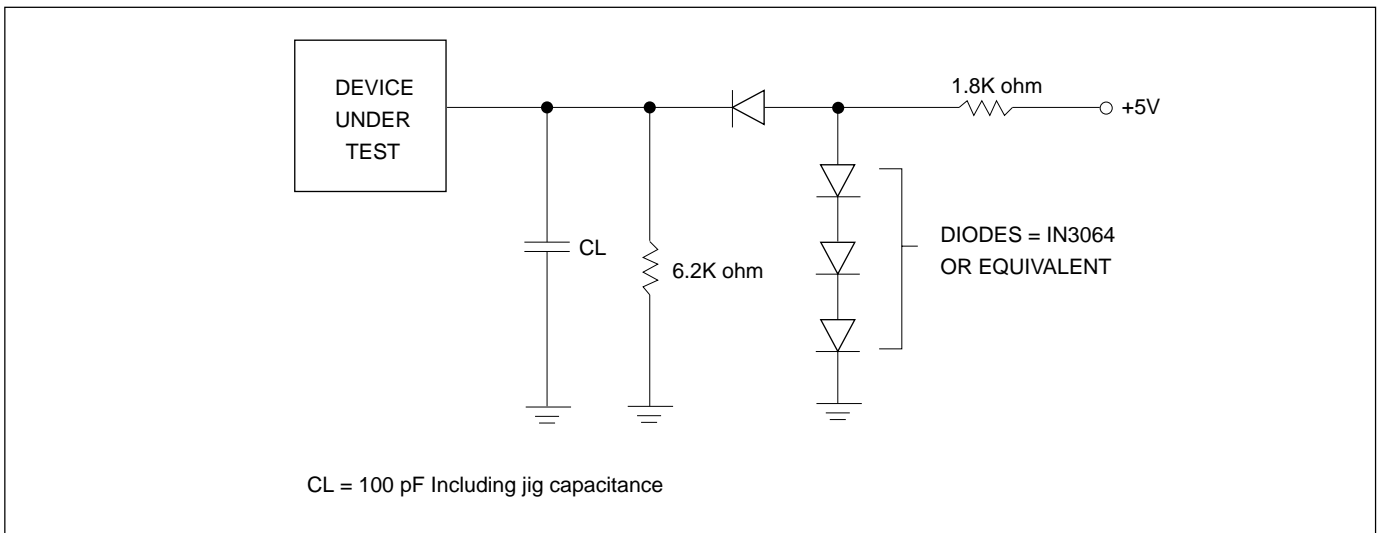 DEVICE
UNDER
TEST
1.8K ohm
+5V
CL
6.2K ohm
DIODES = IN3064
OR EQUIVALENT
CL = 100 pF Including jig capacitance